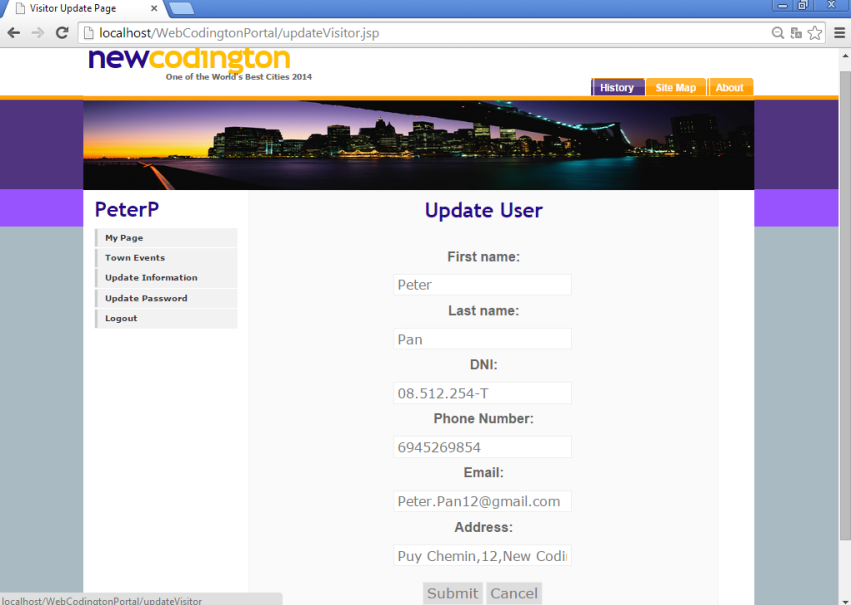 Visitor Update Page
localhost/WebCodingtonPortal/updateVisitor.jsp
newcodington
One of the World's Best Cities 2014
History
Site Map
About
PeterP
My Page
Town Events
Update Information
Update Password
Logout
Update User
First name:
Peter
Last name:
Pan
DNI:
08.512.254-T
Phone Number:
6945269854
Email:
Peter.Pan12@gmail.com
Address:
Puy Chemin,12,New Codi
Submit Cancel
localhost/WebCodingtonPortal/updateVisitor